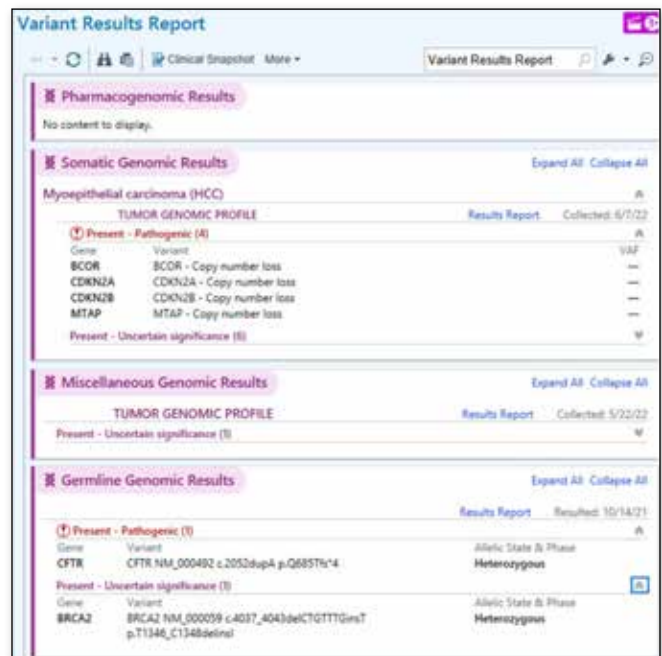 Variant Results Report
Clinical Snapshot More
Variant Results Report
Pharmacogenomic Results
No content to display.
Somatic Genomic Results Expand All Collapse All
Myoepithelial carcinoma (HCC)
TUMOR GENOMIC PROFILE Results Report Collected: 6/7/22
Present - Pathogenic (4)
Gene Variant VAF
BCOR BCOR - Copy number loss —
CDKN2A CDKN2A - Copy number loss —
CDKN2B CDKN2B - Copy number loss —
MTAP MTAP - Copy number loss —
Present - Uncertain significance (6)
Miscellaneous Genomic Results Expand All Collapse All
TUMOR GENOMIC PROFILE Results Report Collected: 5/22/22
Present - Uncertain significance (1)
Germline Genomic Results Expand All Collapse All
Results Report Resulted: 10/14/21
Present - Pathogenic (1)
Gene Variant Allelic State & Phase
CFTR CFTR NM_000492 c.2052dupA p.Q685Tfs*4 Heterozygous
Present - Uncertain significance (1)
Gene Variant Allelic State & Phase
BRCA2 BRCA2 NM_000059 c.4037_4043delCTGTTTGinsT Heterozygous
p.T1346_C1348delinsI